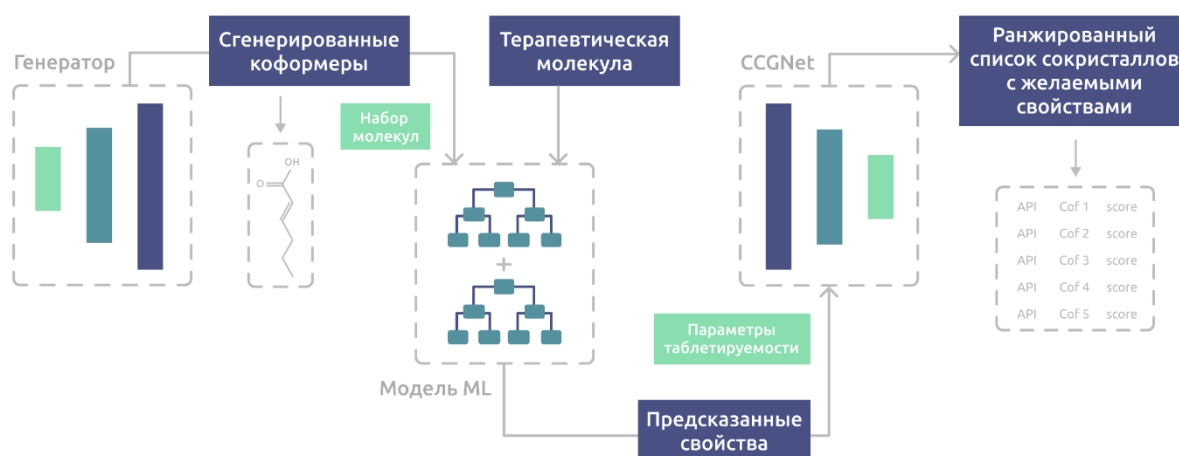 Генератор
Сгенерированные
коформеры
Терапевтическая
молекула
CCGNet
Ранжированный
список сокристаллов
с желаемыми
свойствами
Набор
молекул
OH
O
API Cof 1 score
API Cof 2 score
API Cof 3 score
API Cof 4 score
API Cof 5 score
+
Параметры
таблетируемости
Модель ML
Предсказанные
свойства